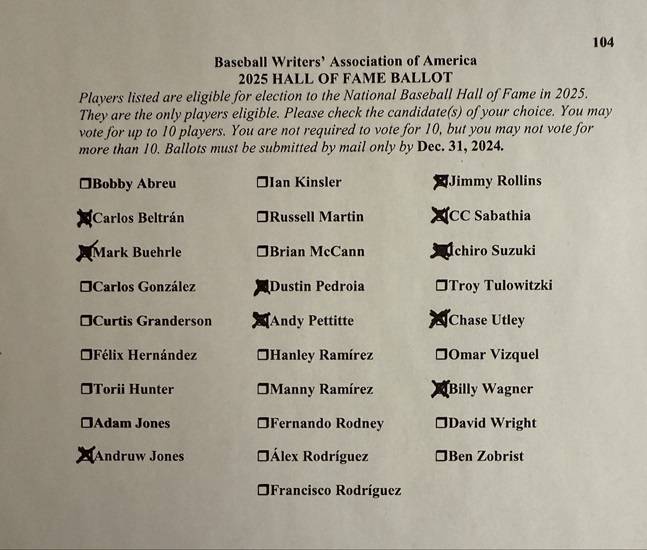 104
Baseball Writers’ Association of America
2025 HALL OF FAME BALLOT
Players listed are eligible for election to the National Baseball Hall of Fame in 2025.
They are the only players eligible. Please check the candidate(s) of your choice. You may
vote for up to 10 players. You are not required to vote for 10, but you may not vote for
more than 10. Ballots must be submitted by mail only by Dec. 31, 2024.
Bobby Abreu
Carlos Beltrán
Mark Buehrle
Carlos González
Curtis Granderson
Félix Hernández
Torii Hunter
Adam Jones
Andruw Jones
Ian Kinsler
Russell Martin
Brian McCann
Dustin Pedroia
Andy Pettitte
Hanley Ramírez
Manny Ramírez
Fernando Rodney
Álex Rodríguez
Francisco Rodríguez
Jimmy Rollins
CC Sabathia
Ichiro Suzuki
Troy Tulowitzki
Chase Utley
Omar Vizquel
Billy Wagner
David Wright
Ben Zobrist